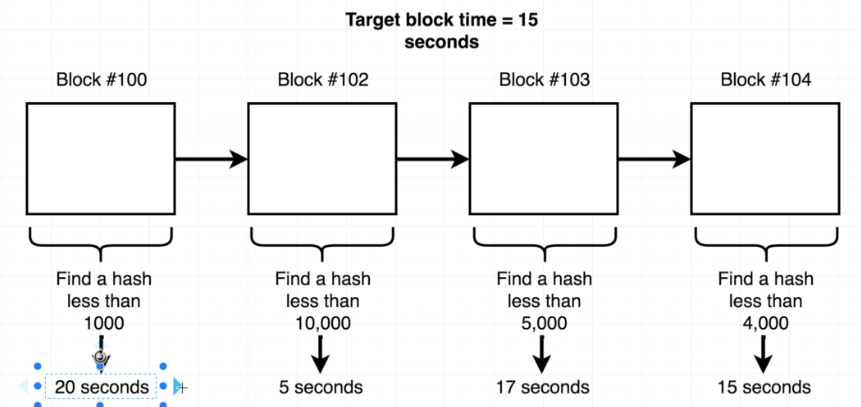 Target block time = 15
seconds
Block #100
Block #102
Block #103
Block #104
Find a hash
less than
1000
Find a hash
less than
10,000
Find a hash
less than
5,000
Find a hash
less than
4,000
20 seconds
5 seconds
17 seconds
15 seconds